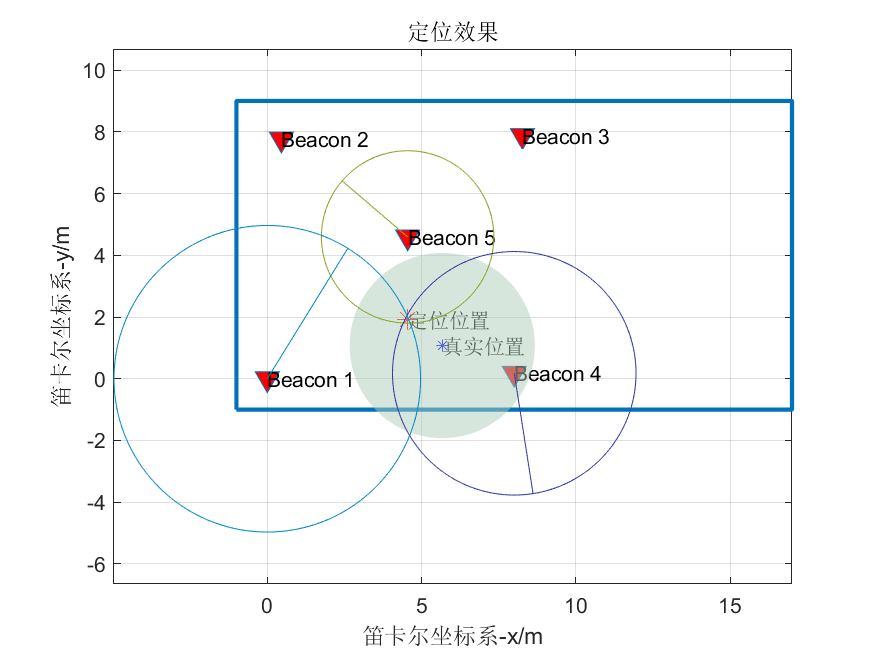 定位效果
10
8
6
4
2
0
-2
-4
-6
笛卡尔坐标系-y/m
Beacon 2
Beacon 3
Beacon 5
定位位置
真实位置
Beacon 1
Beacon 4
0
5
10
15
笛卡尔坐标系-x/m